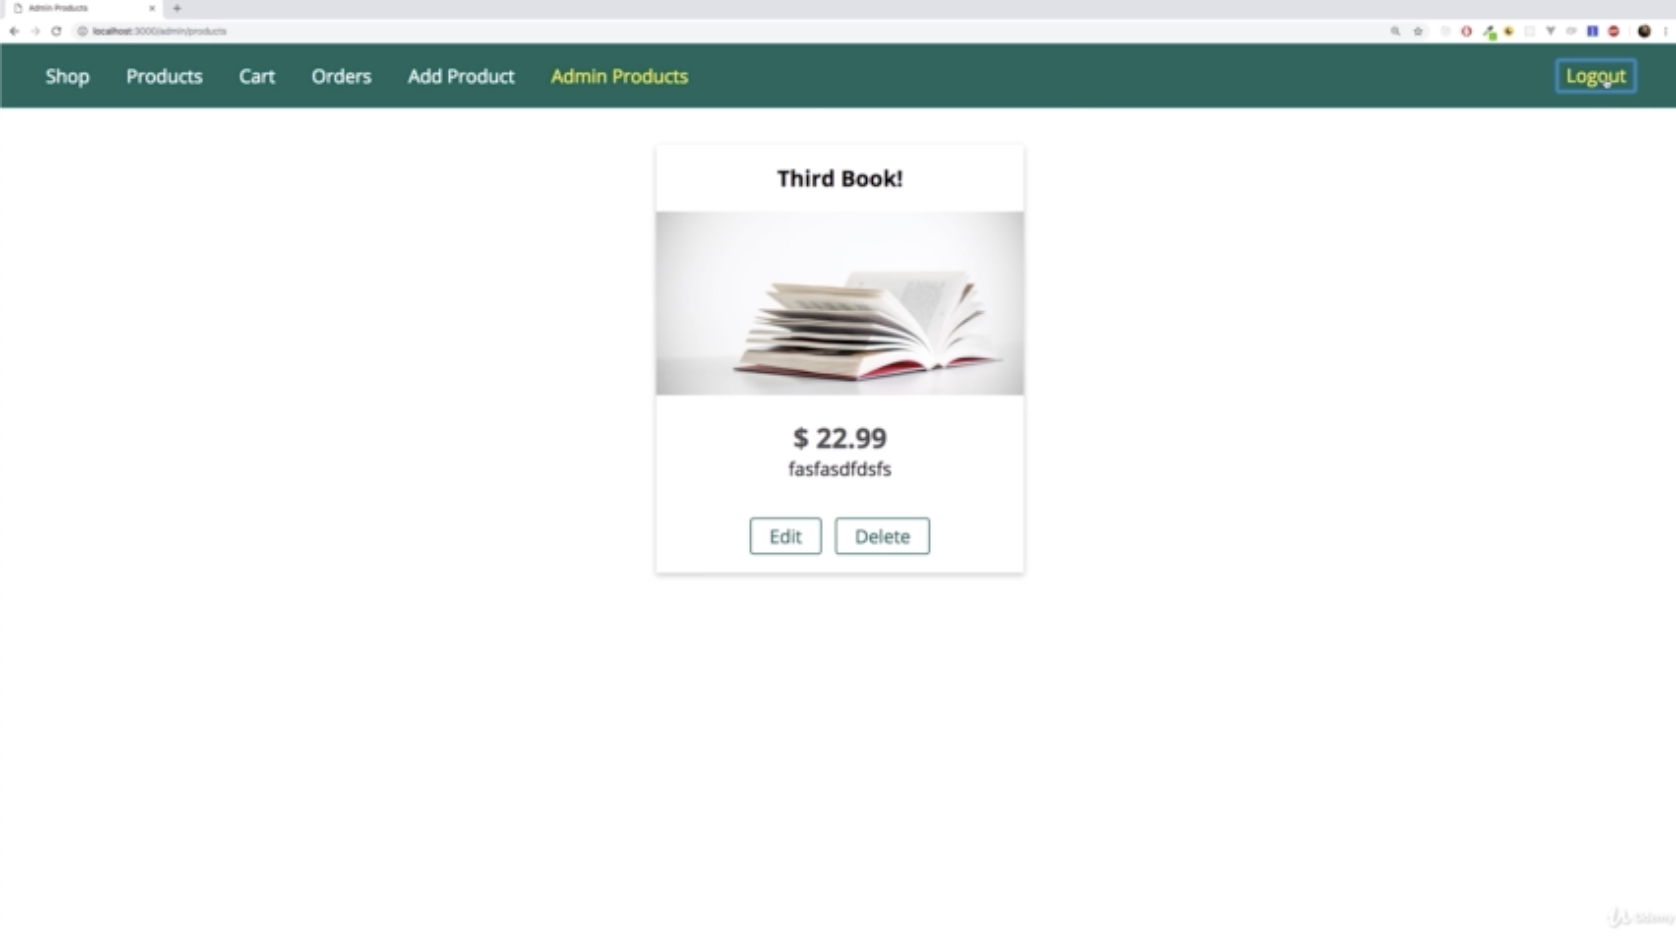 Admin Products
localhost:3000/admin/products
Shop Products Cart Orders Add Product Admin Products Logout
Third Book!
$ 22.99
fasfasdfdsfs
Edit Delete
Udemy